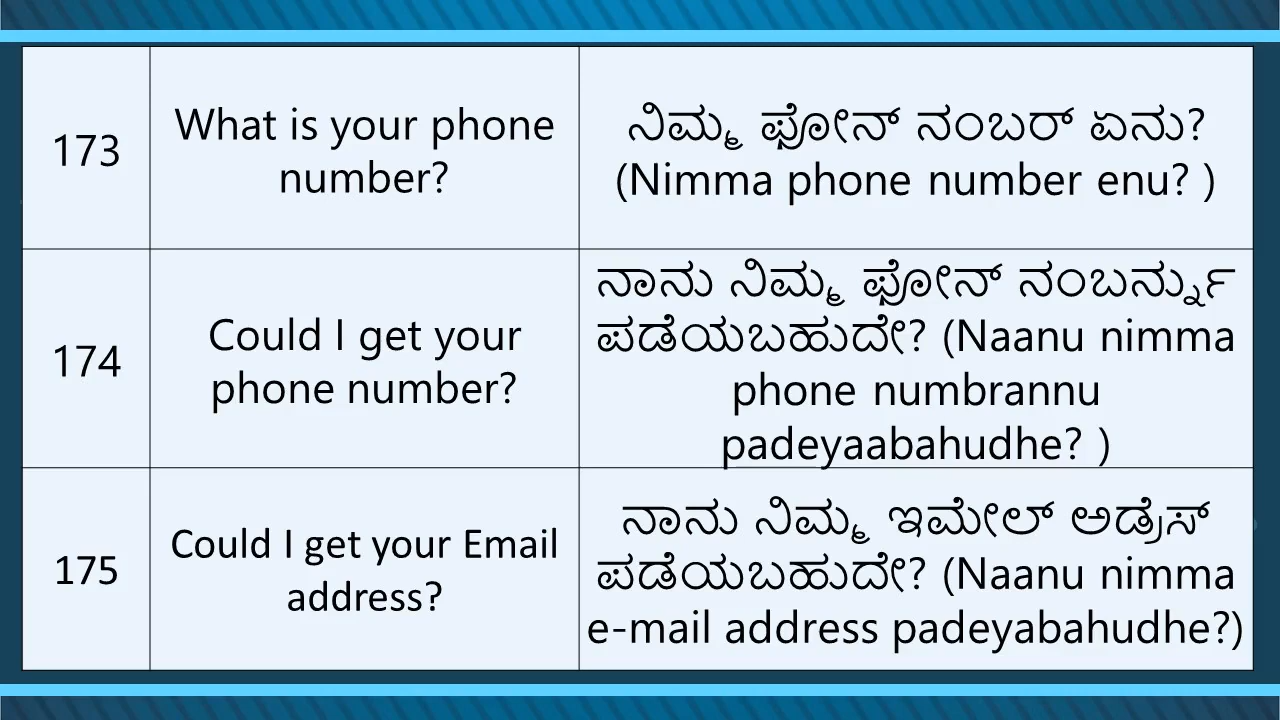 173
What is your phone
number?
ನಿಮ್ಮ ಫೋನ್ ನಂಬರ್ ಏನು?
(Nimma phone number enu? )
174
Could I get your
phone number?
ನಾನು ನಿಮ್ಮ ಫೋನ್ ನಂಬರ್ನ್ನು
ಪಡೆಯಬಹುದೇ? (Naanu nimma
phone numbrannu
padeyaabahudhe? )
175
Could I get your Email
address?
ನಾನು ನಿಮ್ಮ ಇಮೇಲ್ ಅಡ್ರೆಸ್
ಪಡೆಯಬಹುದೇ? (Naanu nimma
e-mail address padeyabahudhe?)